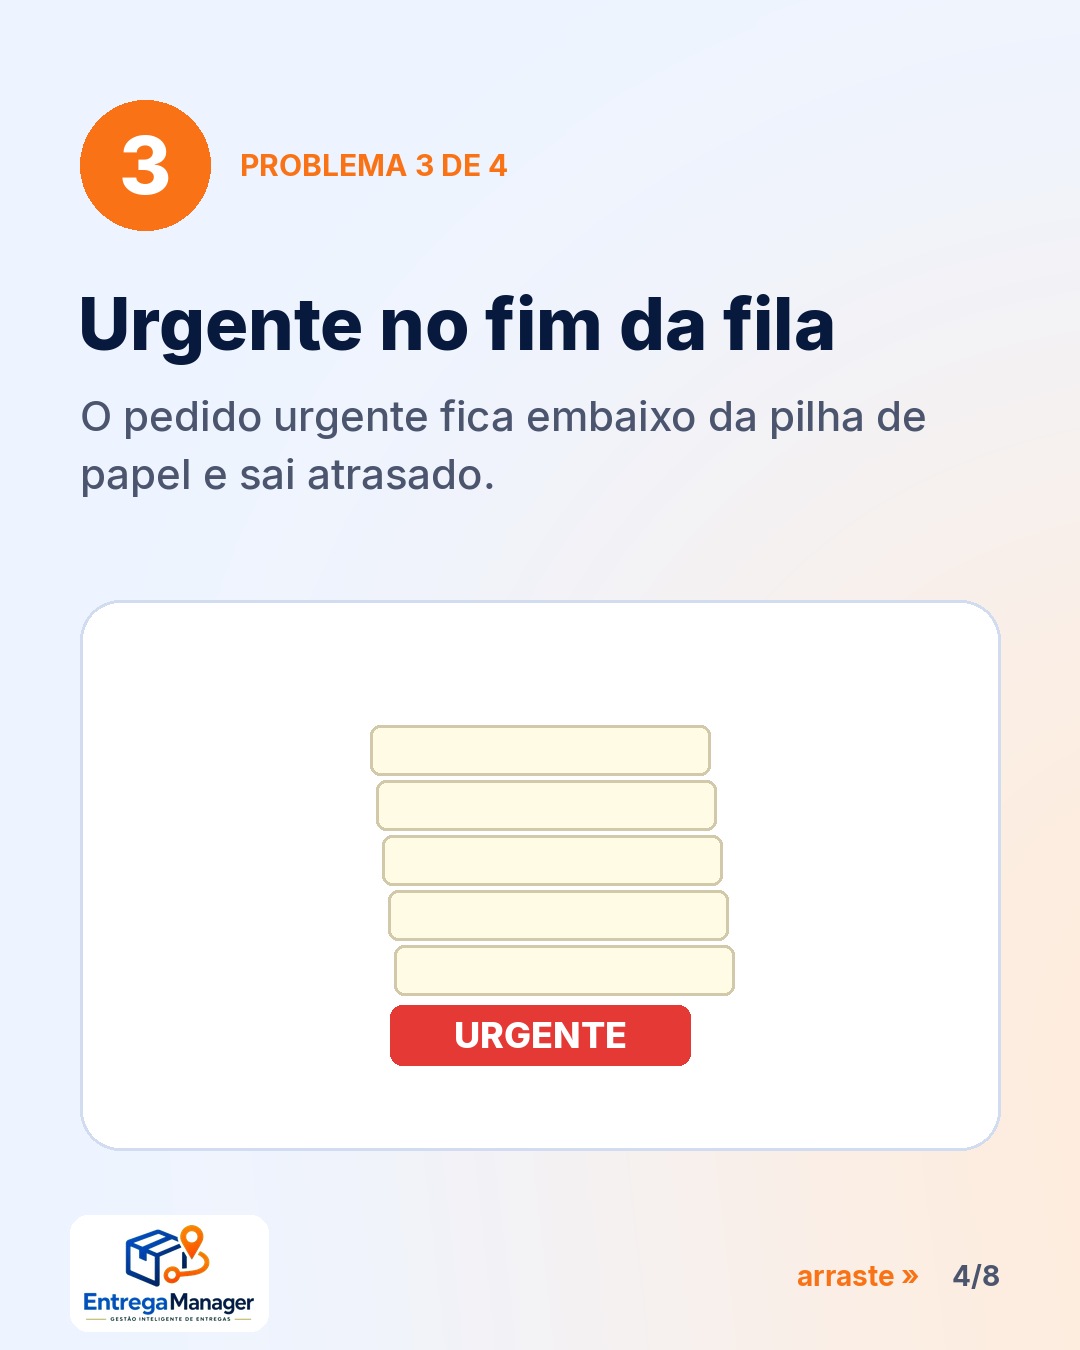 3
PROBLEMA 3 DE 4
Urgente no fim da fila
O pedido urgente fica embaixo da pilha de
papel e sai atrasado.
URGENTE
EntregaManager
GESTÃO INTELIGENTE DE ENTREGAS
arraste »
4/8